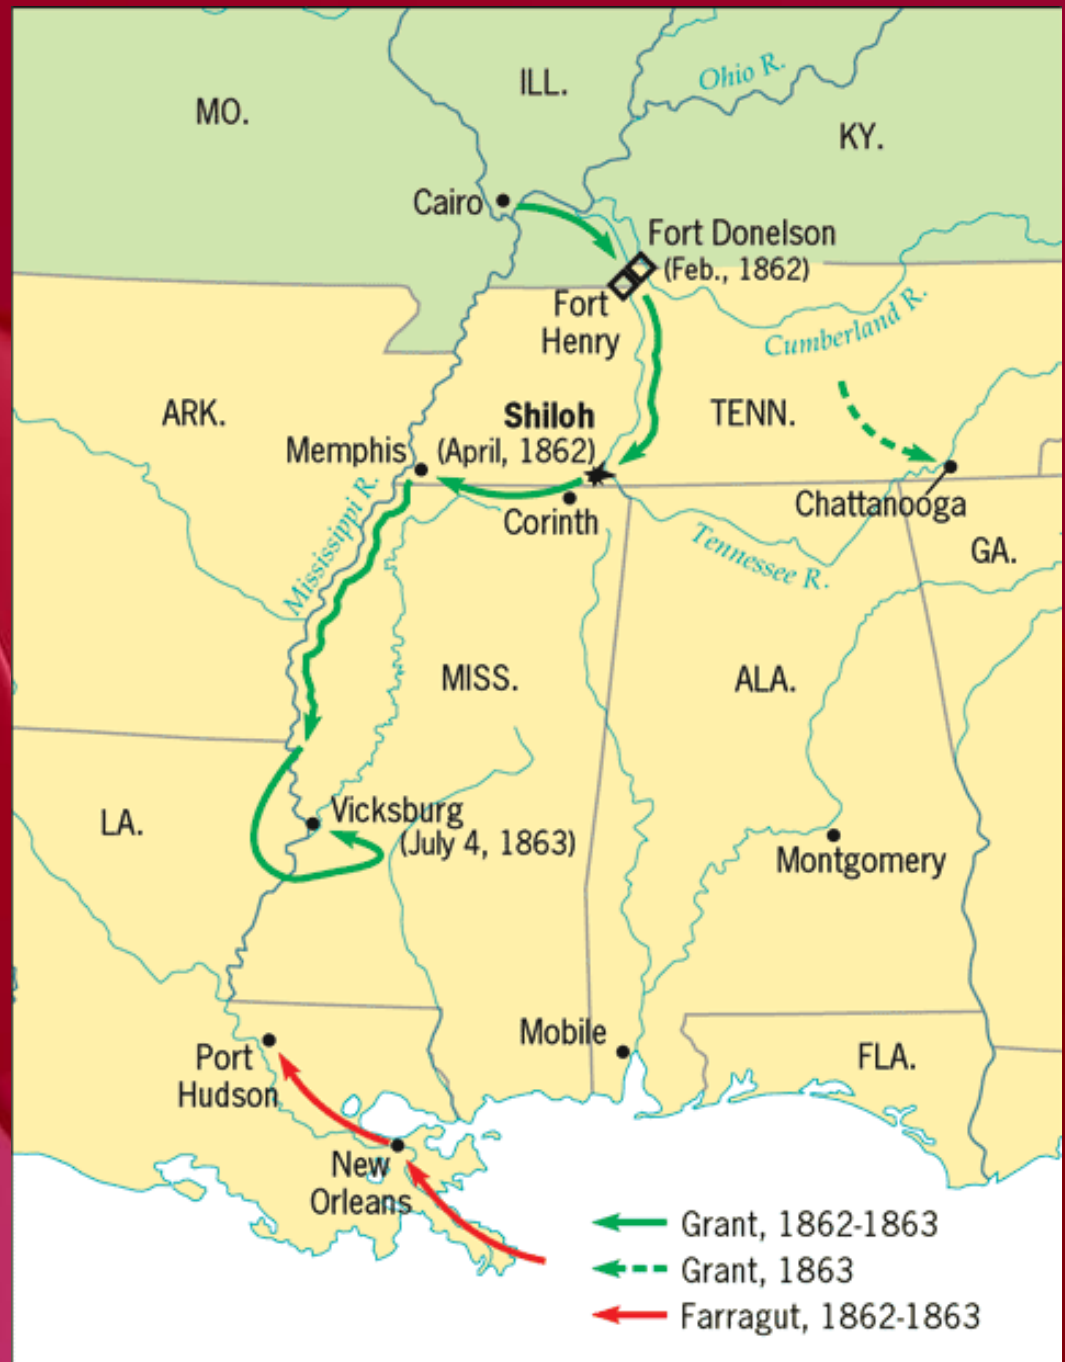 ILL.
Ohio R.
MO.
KY.
Cairo
Fort Donelson
(Feb., 1862)
Fort
Henry
Cumberland R.
ARK.
Shiloh
(April, 1862)
TENN.
Memphis
Chattanooga
Corinth
Mississippi R.
Tennessee R.
GA.
MISS.
ALA.
LA.
Vicksburg
(July 4, 1863)
Montgomery
Mobile
Port
Hudson
FLA.
New
Orleans
Grant, 1862-1863
Grant, 1863
Farragut, 1862-1863